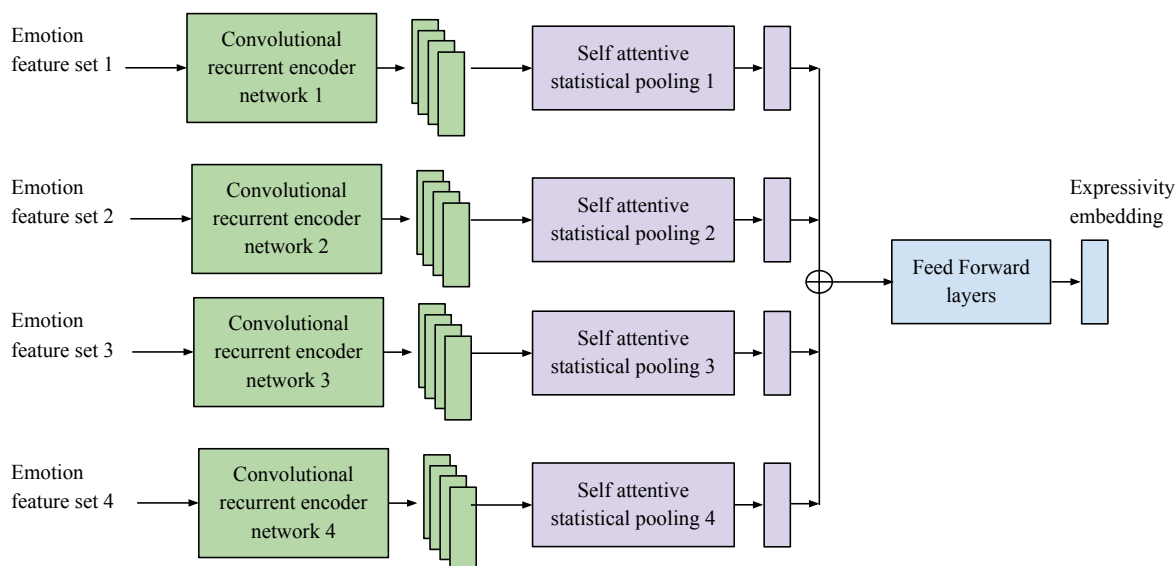 Emotion
feature set 1
Convolutional
recurrent encoder
network 1
Self attentive
statistical pooling 1
Emotion
feature set 2
Convolutional
recurrent encoder
network 2
Self attentive
statistical pooling 2
Expressivity
embedding
Feed Forward
layers
Emotion
feature set 3
Convolutional
recurrent encoder
network 3
Self attentive
statistical pooling 3
Emotion
feature set 4
Convolutional
recurrent encoder
network 4
Self attentive
statistical pooling 4